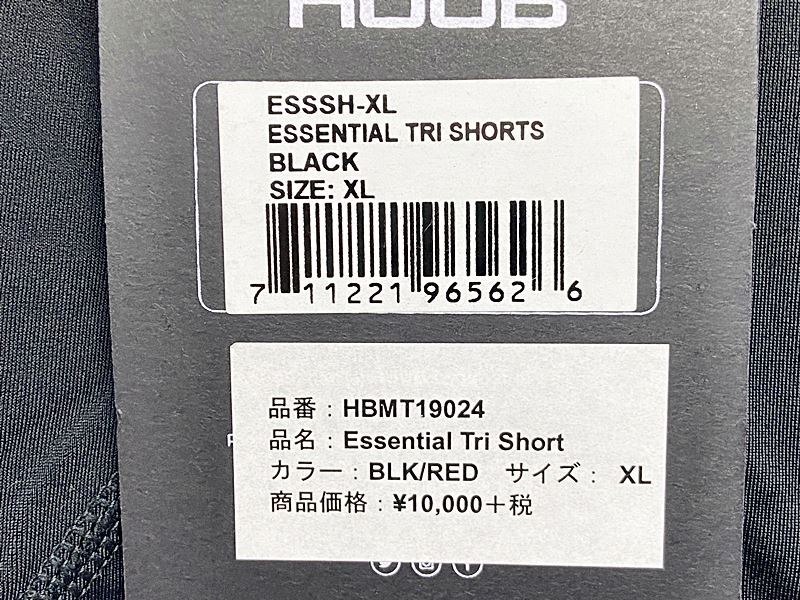 HUUB
ESSSH-XL
ESSENTIAL TRI SHORTS
BLACK
SIZE: XL
7 11221 96562 6
品番：HBMT19024
品名：Essential Tri Short
カラー：BLK/RED サイズ： XL
商品価格：¥10,000＋税